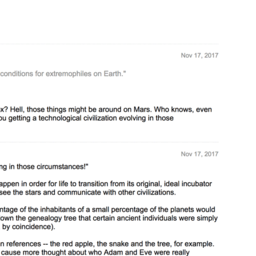 Nov 17, 2017
conditions for extremophiles on Earth."
x? Hell, those things might be around on Mars. Who knows, even
u getting a technological civilization evolving in those
Nov 17, 2017
ng in those circumstances!"
ppen in order for life to transition from its original, ideal incubator
see the stars and communicate with other civilizations.
ntage of the inhabitants of a small percentage of the planets would
own the genealogy tree that certain ancient individuals were simply
by coincidence).
n references -- the red apple, the snake and the tree, for example.
cause more thought about who Adam and Eve were really